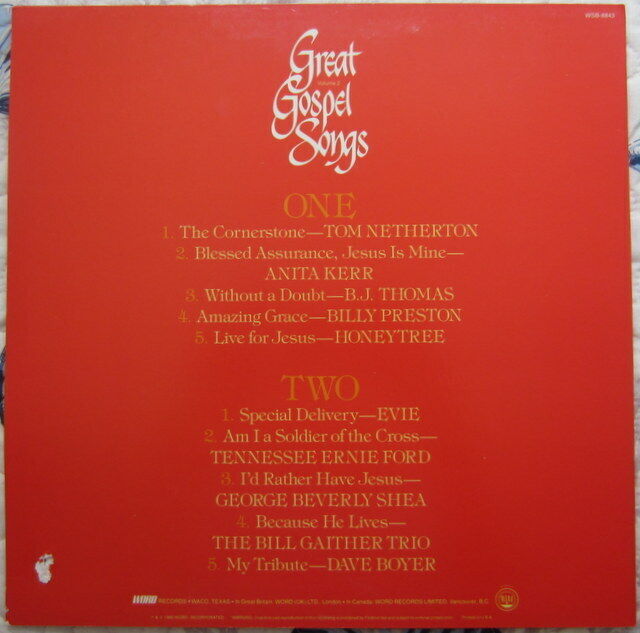 WSB-8843
Great
Volume 2
Gospel
Songs
ONE
1. The Cornerstone—TOM NETHERTON
2. Blessed Assurance, Jesus Is Mine—
ANITA KERR
3. Without a Doubt—B.J. THOMAS
4. Amazing Grace—BILLY PRESTON
5. Live for Jesus—HONEYTREE
TWO
1. Special Delivery—EVIE
2. Am I a Soldier of the Cross—
TENNESSEE ERNIE FORD
3. I'd Rather Have Jesus—
GEORGE BEVERLY SHEA
4. Because He Lives—
THE BILL GAITHER TRIO
5. My Tribute—DAVE BOYER
WORD RECORDS • WACO, TEXAS • In Great Britain: WORD (UK) LTD., London • In Canada: WORD RECORDS LIMITED, Vancouver, B.C.
WORD INCORPORATED.